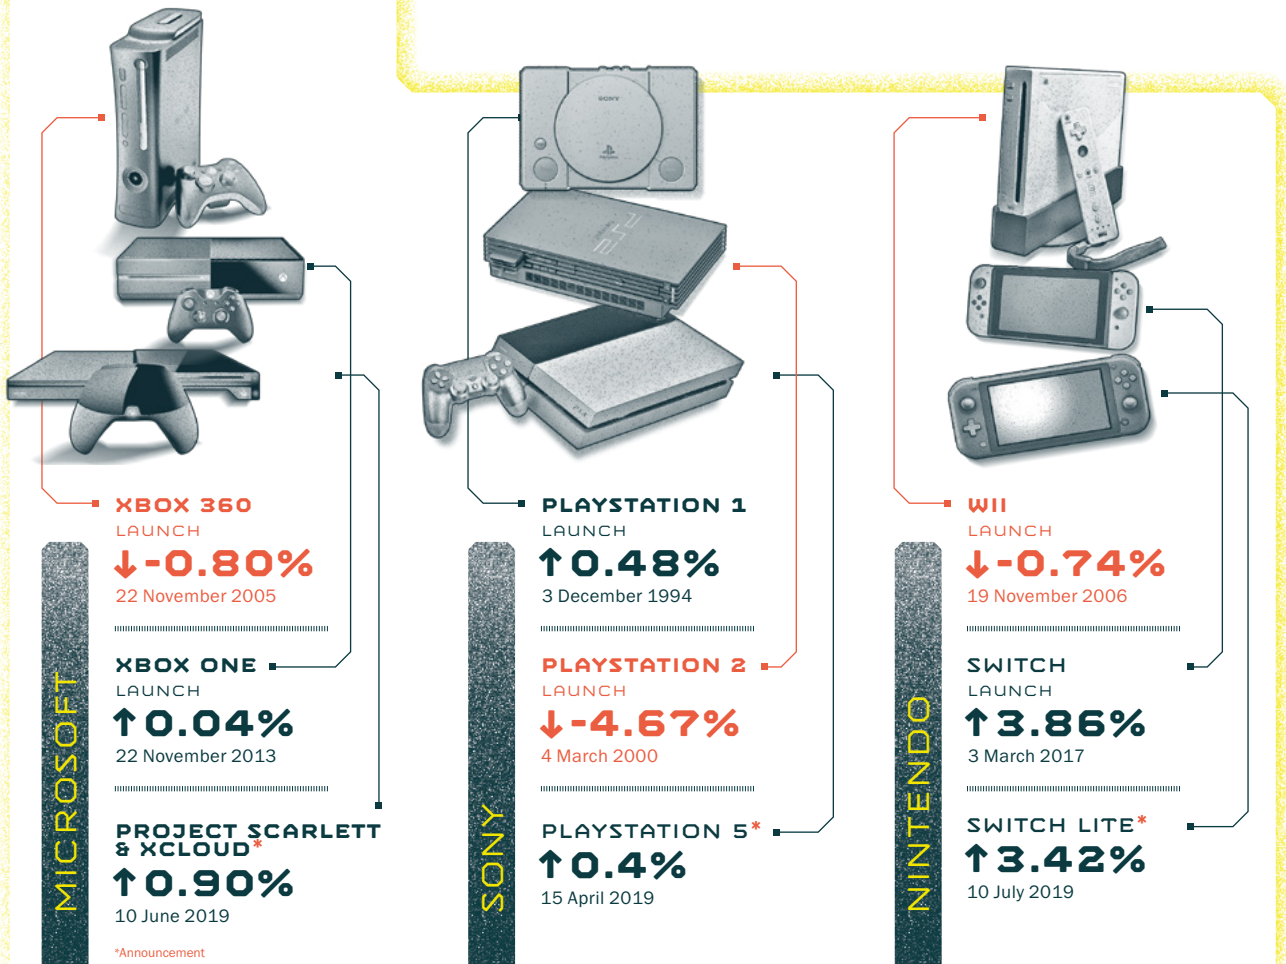 SONY
PS2
PS4
XBOX 360
LAUNCH
↓-0.80%
22 November 2005
XBOX ONE
LAUNCH
↑0.04%
22 November 2013
PROJECT SCARLETT
& XCLOUD*
↑0.90%
10 June 2019
*Announcement
MICROSOFT
PLAYSTATION 1
LAUNCH
↑0.48%
3 December 1994
PLAYSTATION 2
LAUNCH
↓-4.67%
4 March 2000
PLAYSTATION 5*
↑0.4%
15 April 2019
SONY
WII
LAUNCH
↓-0.74%
19 November 2006
SWITCH
LAUNCH
↑3.86%
3 March 2017
SWITCH LITE*
↑3.42%
10 July 2019
NINTENDO